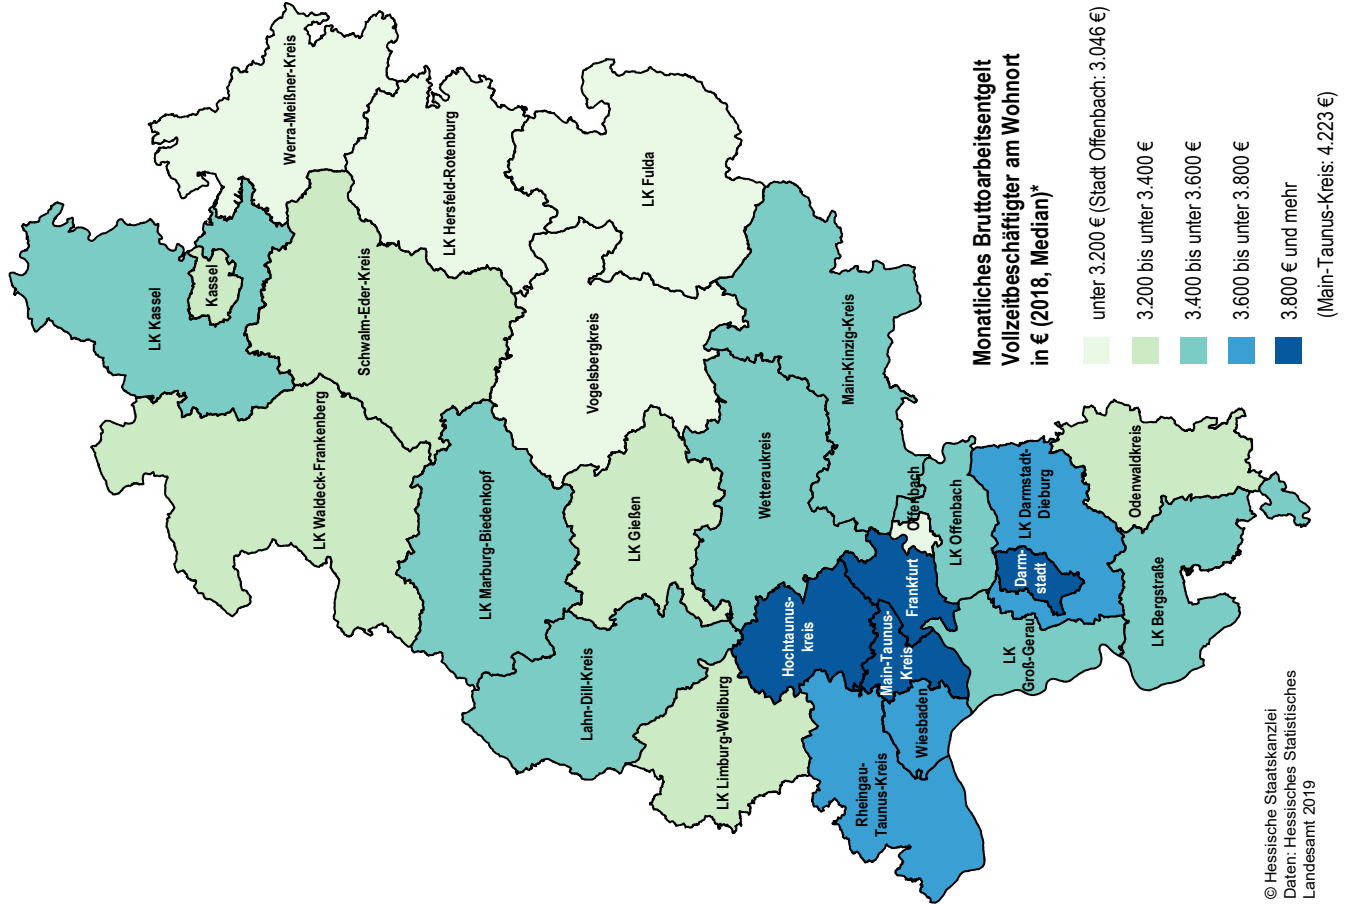 LK Kassel
Kassel
Werra-Meißner-Kreis
LK Waldeck-Frankenberg
Schwalm-Eder-Kreis
LK Hersfeld-Rotenburg
LK Marburg-Biedenkopf
Vogelsbergkreis
LK Fulda
Lahn-Dill-Kreis
LK Gießen
LK Limburg-Weilburg
Wetteraukreis
Hochtaunus-
kreis
Main-Kinzig-Kreis
Rheingau-
Taunus-Kreis
Main-Taunus-
Kreis
Frankfurt
Offenbach
Wiesbaden
LK Offenbach
LK
Groß-Gerau
Darm-
stadt
LK Darmstadt-
Dieburg
LK Bergstraße
Odenwaldkreis
Monatliches Bruttoarbeitsentgelt
Vollzeitbeschäftigter am Wohnort
in € (2018, Median)*
unter 3.200 € (Stadt Offenbach: 3.046 €)
3.200 bis unter 3.400 €
3.400 bis unter 3.600 €
3.600 bis unter 3.800 €
3.800 € und mehr
(Main-Taunus-Kreis: 4.223 €)
© Hessische Staatskanzlei
Daten: Hessisches Statistisches
Landesamt 2019